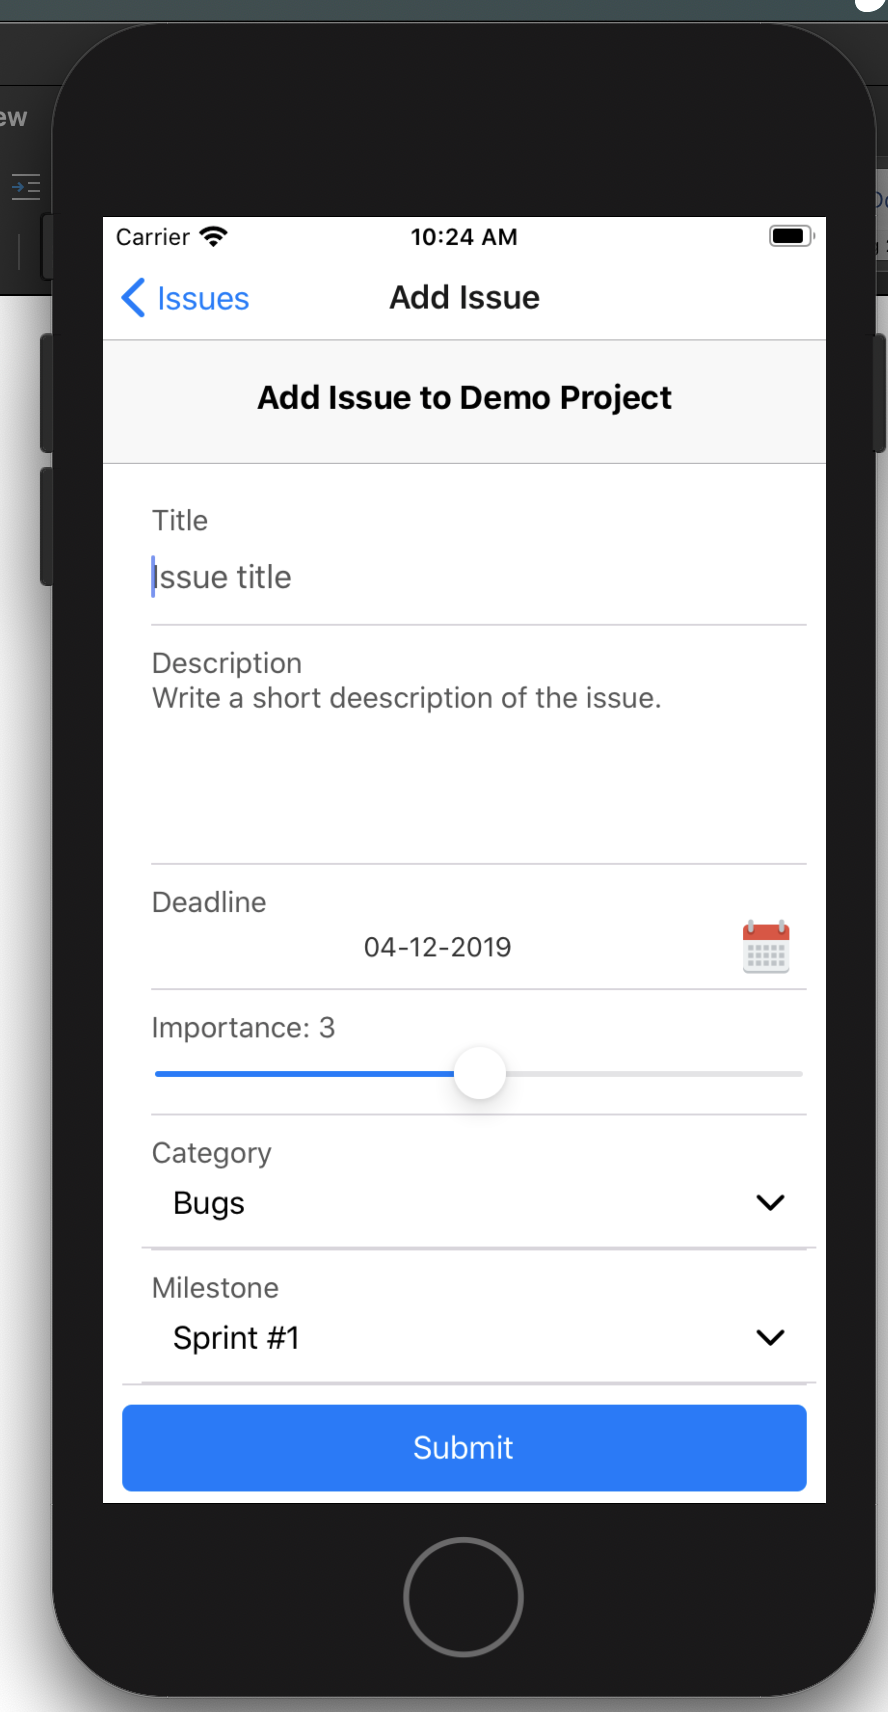 ew
Carrier 10:24 AM
Issues Add Issue
Add Issue to Demo Project
Title
Issue title
Description
Write a short deescription of the issue.
Deadline
04-12-2019
Importance: 3
Category
Bugs
Milestone
Sprint #1
Submit